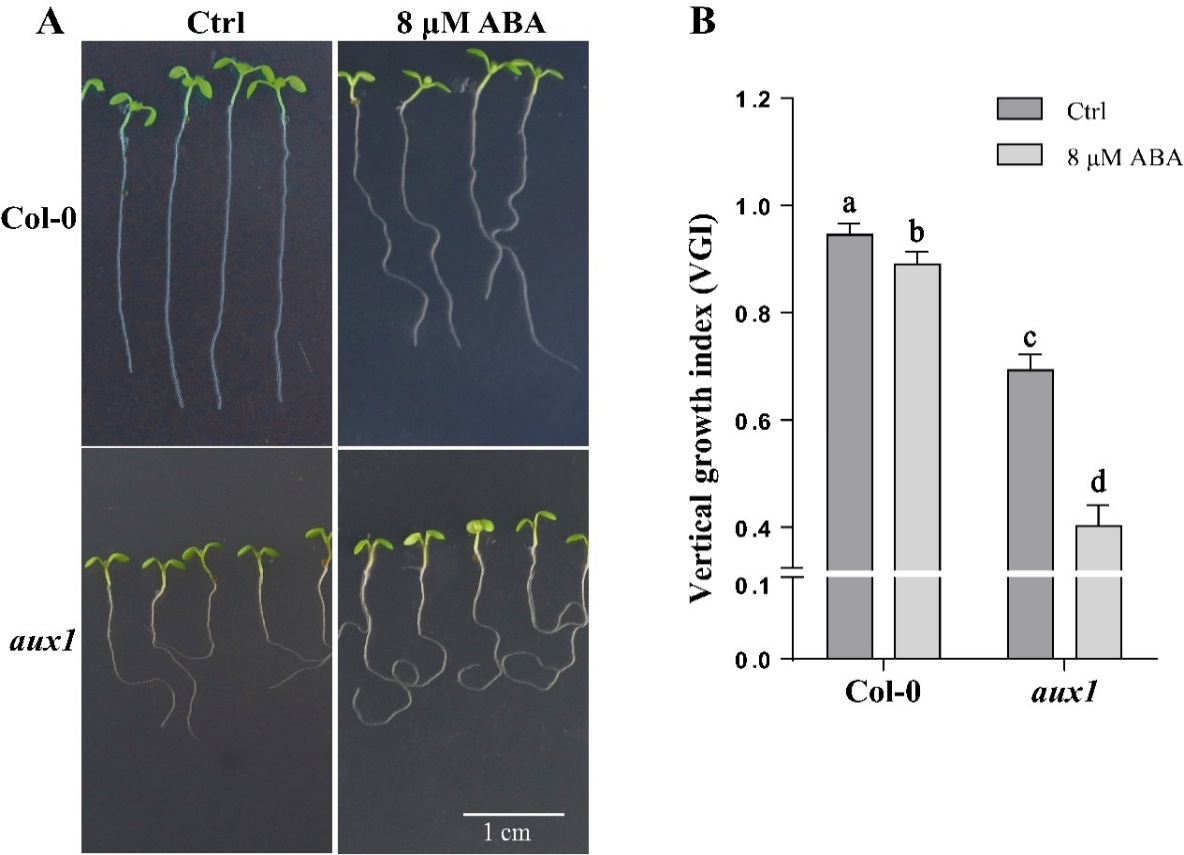 A
Ctrl
8 μM ABA
Col-0
aux1
1 cm
B
Vertical growth index (VGI)
1.2
1.0
0.8
0.6
0.4
0.1
0.0
Ctrl
8 μM ABA
a
b
c
d
Col-0
aux1